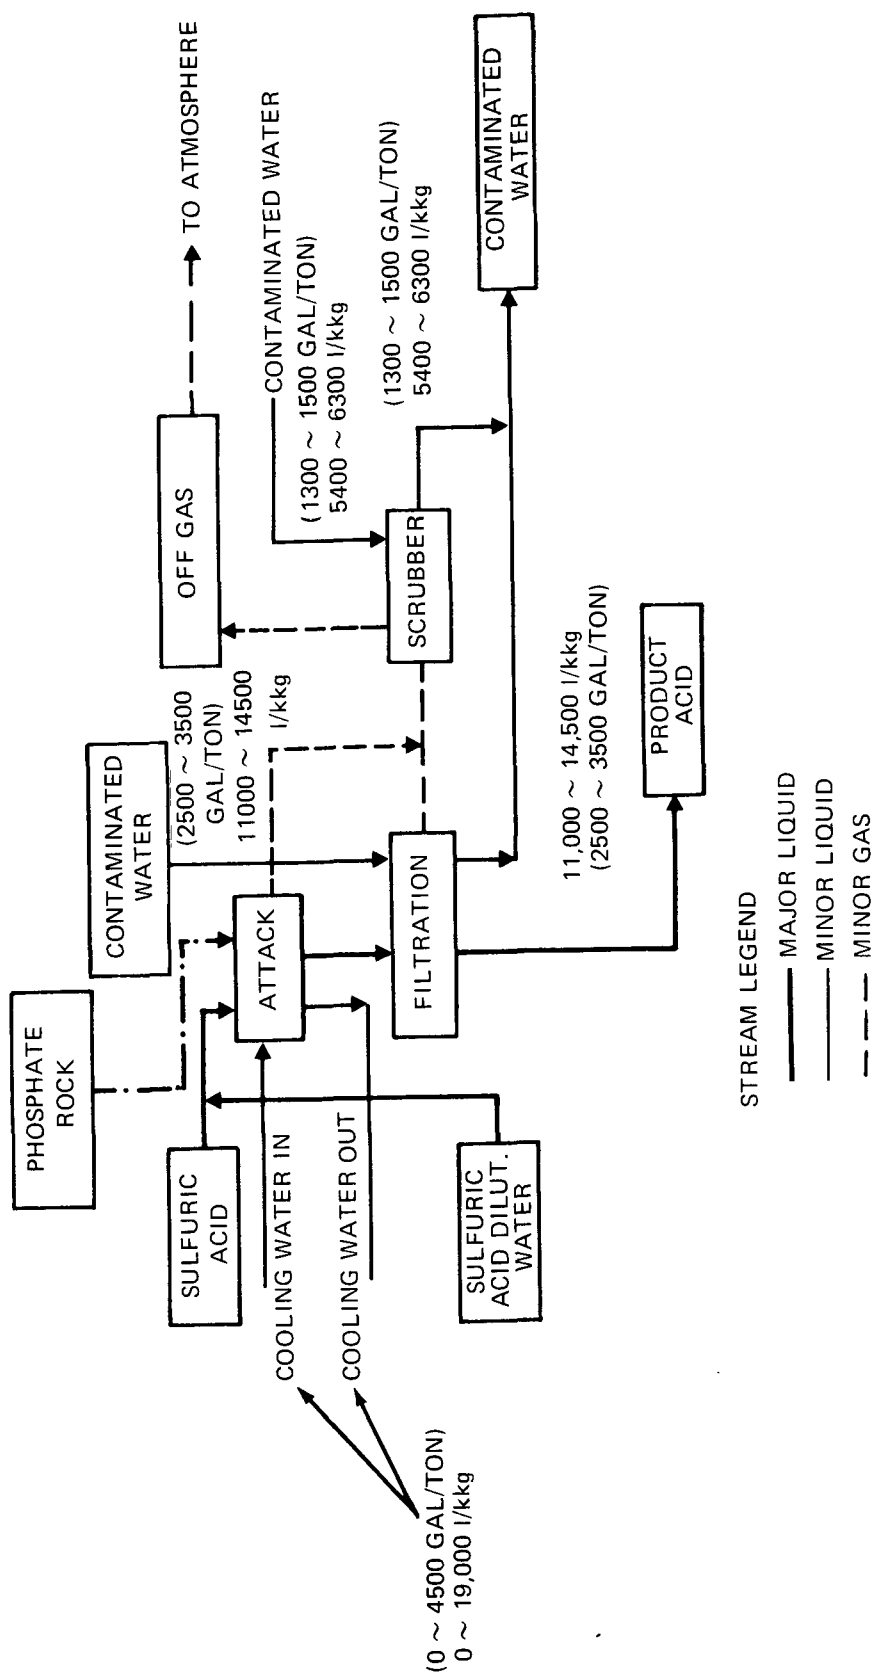 PHOSPHATE
ROCK
SULFURIC
ACID
COOLING WATER IN
COOLING WATER OUT
(0 ~ 4500 GAL/TON)
0 ~ 19,000 l/kkg
SULFURIC
ACID DILUT.
WATER
CONTAMINATED
WATER
(2500 ~ 3500
GAL/TON)
11000 ~ 14500
l/kkg
ATTACK
FILTRATION
OFF GAS
TO ATMOSPHERE
CONTAMINATED WATER
(1300 ~ 1500 GAL/TON)
5400 ~ 6300 l/kkg
SCRUBBER
(1300 ~ 1500 GAL/TON)
5400 ~ 6300 l/kkg
CONTAMINATED
WATER
11,000 ~ 14,500 l/kkg
(2500 ~ 3500 GAL/TON)
PRODUCT
ACID
STREAM LEGEND
MAJOR LIQUID
MINOR LIQUID
MINOR GAS